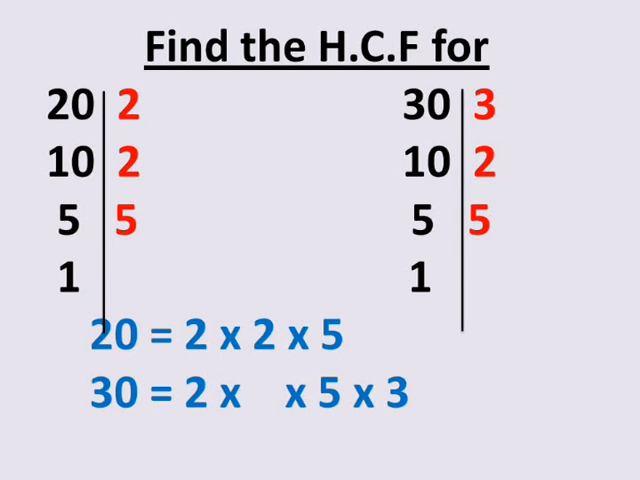 Find the H.C.F for
20 2
10 2
5 5
1
30 3
10 2
5 5
1
20 = 2 x 2 x 5
30 = 2 x x 5 x 3